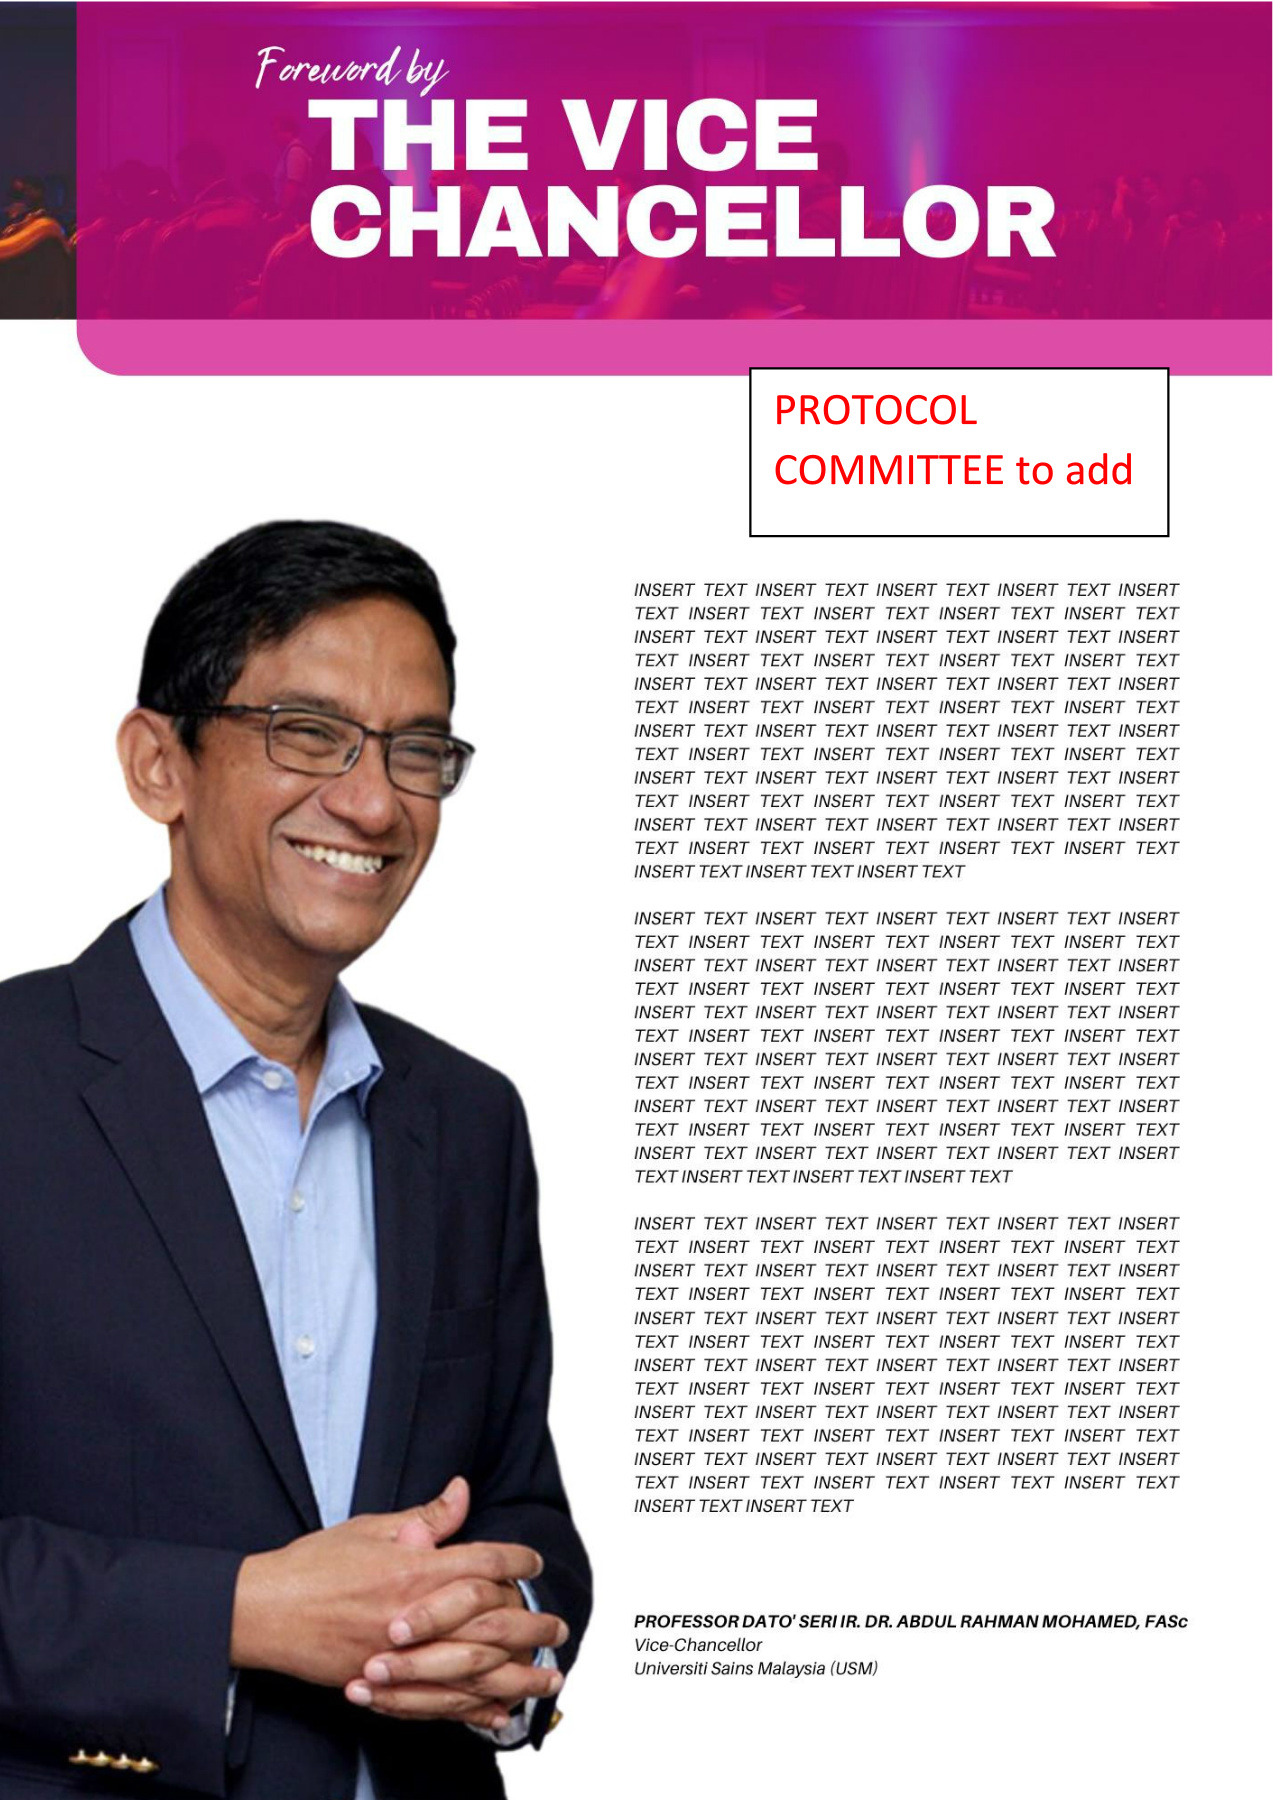 Foreword by
THE VICE
CHANCELLOR
PROTOCOL
COMMITTEE to add
INSERT TEXT INSERT TEXT INSERT TEXT INSERT TEXT INSERT
TEXT INSERT TEXT INSERT TEXT INSERT TEXT INSERT TEXT
INSERT TEXT INSERT TEXT INSERT TEXT INSERT TEXT INSERT
TEXT INSERT TEXT INSERT TEXT INSERT TEXT INSERT TEXT
INSERT TEXT INSERT TEXT INSERT TEXT INSERT TEXT INSERT
TEXT INSERT TEXT INSERT TEXT INSERT TEXT INSERT TEXT
INSERT TEXT INSERT TEXT INSERT TEXT INSERT TEXT INSERT
TEXT INSERT TEXT INSERT TEXT INSERT TEXT INSERT TEXT
INSERT TEXT INSERT TEXT INSERT TEXT INSERT TEXT INSERT
TEXT INSERT TEXT INSERT TEXT INSERT TEXT INSERT TEXT
INSERT TEXT INSERT TEXT INSERT TEXT INSERT TEXT INSERT
TEXT INSERT TEXT INSERT TEXT INSERT TEXT INSERT TEXT
INSERT TEXT INSERT TEXT INSERT TEXT
INSERT TEXT INSERT TEXT INSERT TEXT INSERT TEXT INSERT
TEXT INSERT TEXT INSERT TEXT INSERT TEXT INSERT TEXT
INSERT TEXT INSERT TEXT INSERT TEXT INSERT TEXT INSERT
TEXT INSERT TEXT INSERT TEXT INSERT TEXT INSERT TEXT
INSERT TEXT INSERT TEXT INSERT TEXT INSERT TEXT INSERT
TEXT INSERT TEXT INSERT TEXT INSERT TEXT INSERT TEXT
INSERT TEXT INSERT TEXT INSERT TEXT INSERT TEXT INSERT
TEXT INSERT TEXT INSERT TEXT INSERT TEXT INSERT TEXT
INSERT TEXT INSERT TEXT INSERT TEXT INSERT TEXT INSERT
TEXT INSERT TEXT INSERT TEXT INSERT TEXT INSERT TEXT
INSERT TEXT INSERT TEXT INSERT TEXT INSERT TEXT INSERT
TEXT INSERT TEXT INSERT TEXT INSERT TEXT
INSERT TEXT INSERT TEXT INSERT TEXT INSERT TEXT INSERT
TEXT INSERT TEXT INSERT TEXT INSERT TEXT INSERT TEXT
INSERT TEXT INSERT TEXT INSERT TEXT INSERT TEXT INSERT
TEXT INSERT TEXT INSERT TEXT INSERT TEXT INSERT TEXT
INSERT TEXT INSERT TEXT INSERT TEXT INSERT TEXT INSERT
TEXT INSERT TEXT INSERT TEXT INSERT TEXT INSERT TEXT
INSERT TEXT INSERT TEXT INSERT TEXT INSERT TEXT INSERT
TEXT INSERT TEXT INSERT TEXT INSERT TEXT INSERT TEXT
INSERT TEXT INSERT TEXT INSERT TEXT INSERT TEXT INSERT
TEXT INSERT TEXT INSERT TEXT INSERT TEXT INSERT TEXT
INSERT TEXT INSERT TEXT INSERT TEXT INSERT TEXT INSERT
TEXT INSERT TEXT INSERT TEXT INSERT TEXT INSERT TEXT
INSERT TEXT INSERT TEXT
PROFESSOR DATO' SERI IR. DR. ABDUL RAHMAN MOHAMED, FASc
Vice-Chancellor
Universiti Sains Malaysia (USM)